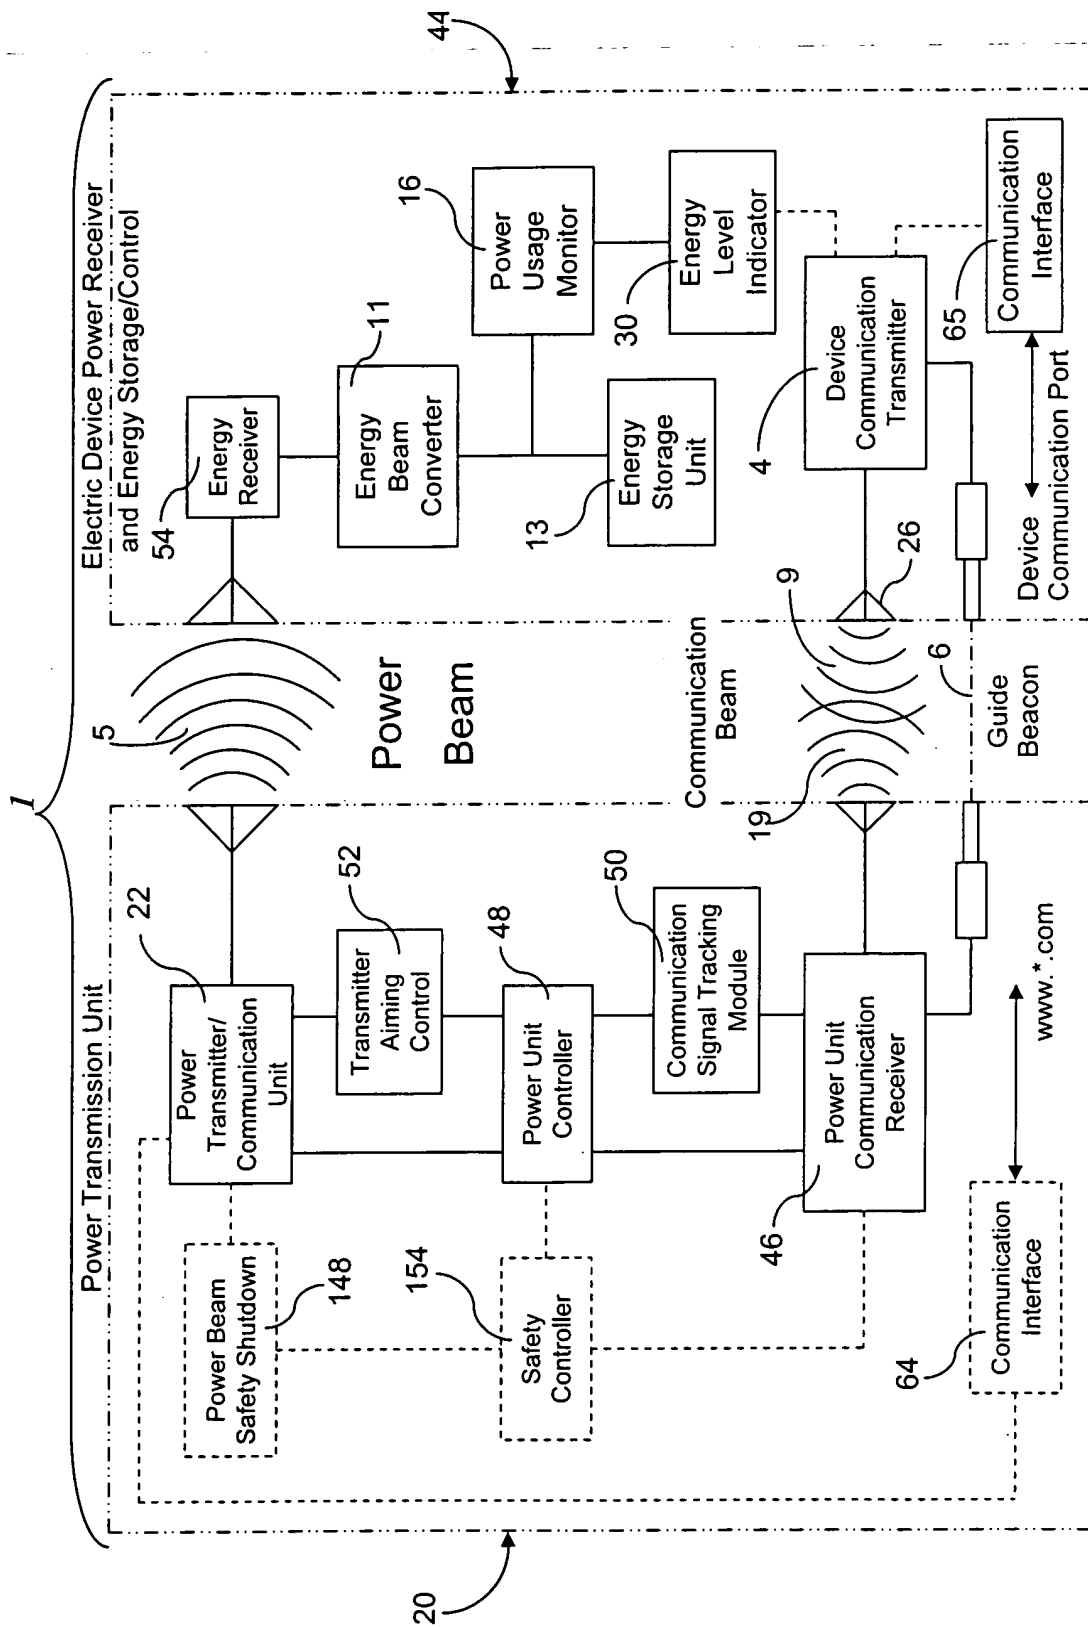 1
Power Transmission Unit
Electric Device Power Receiver
and Energy Storage/Control
20
44
Power Beam
Safety Shutdown
148
Safety
Controller
154
Communication
Interface
64
www.*.com
Power
Transmitter/
Communication
Unit
22
Transmitter
Aiming
Control
52
Power Unit
Controller
48
Communication
Signal Tracking
Module
50
Power Unit
Communication
Receiver
46
5
Power
Beam
Communication
Beam
19
9
6
Guide
Beacon
26
Energy
Receiver
54
Energy
Beam
Converter
11
Energy
Storage
Unit
13
Power
Usage
Monitor
16
Energy
Level
Indicator
30
Device
Communication
Transmitter
4
Device
Communication Port
Communication
Interface
65